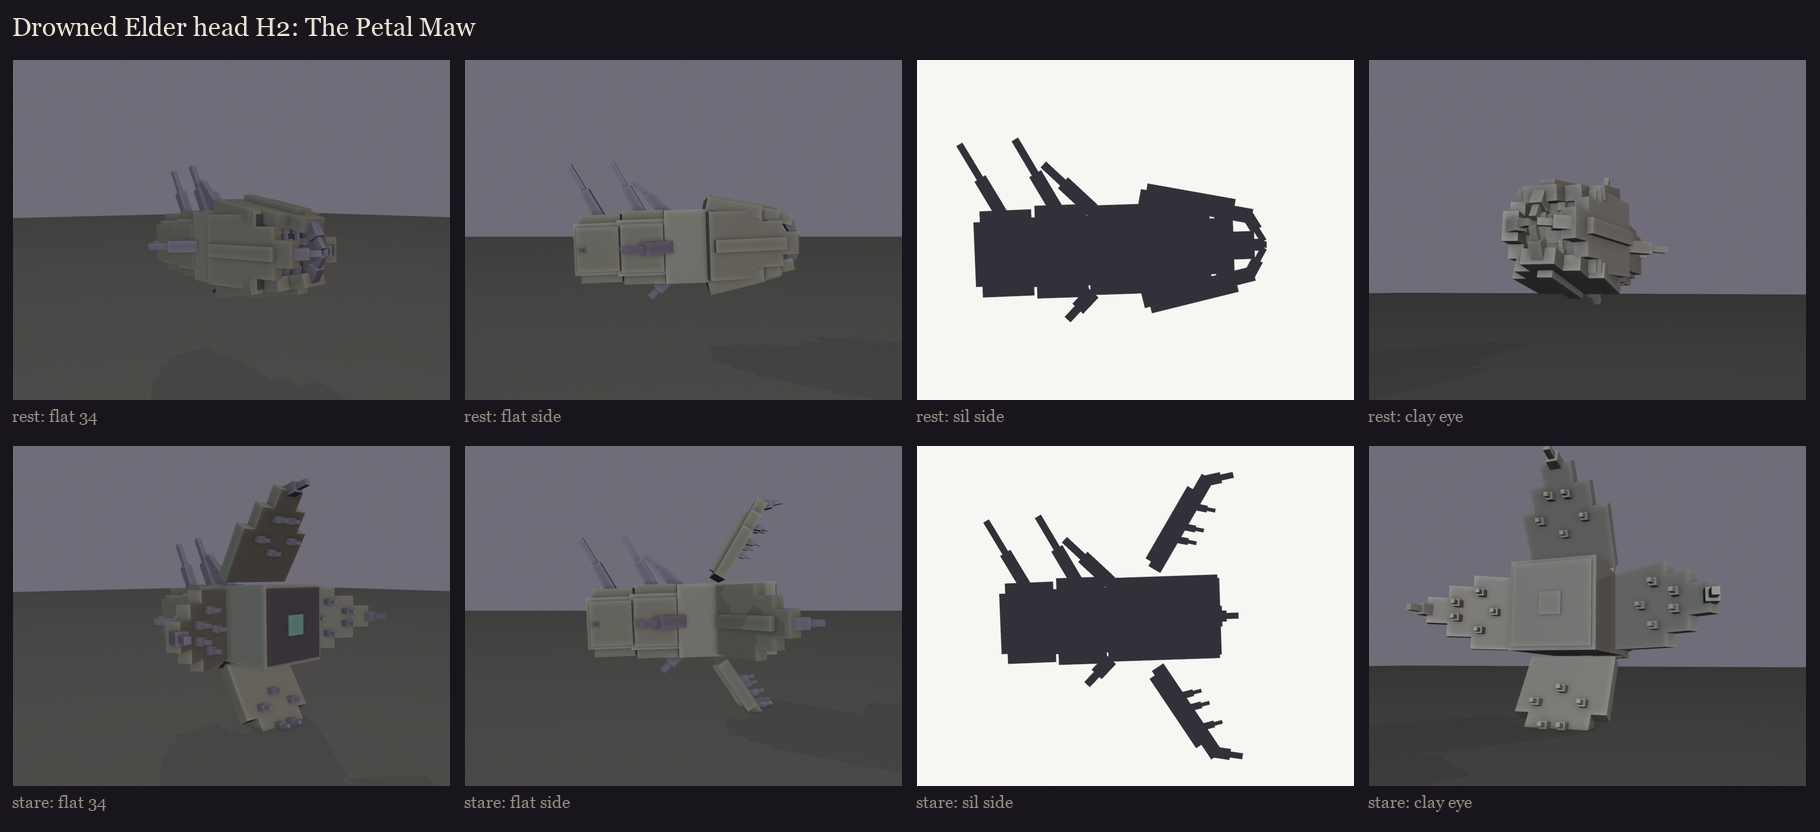 Drowned Elder head H2: The Petal Maw
rest: flat 34
rest: flat side
rest: sil side
rest: clay eye
stare: flat 34
stare: flat side
stare: sil side
stare: clay eye